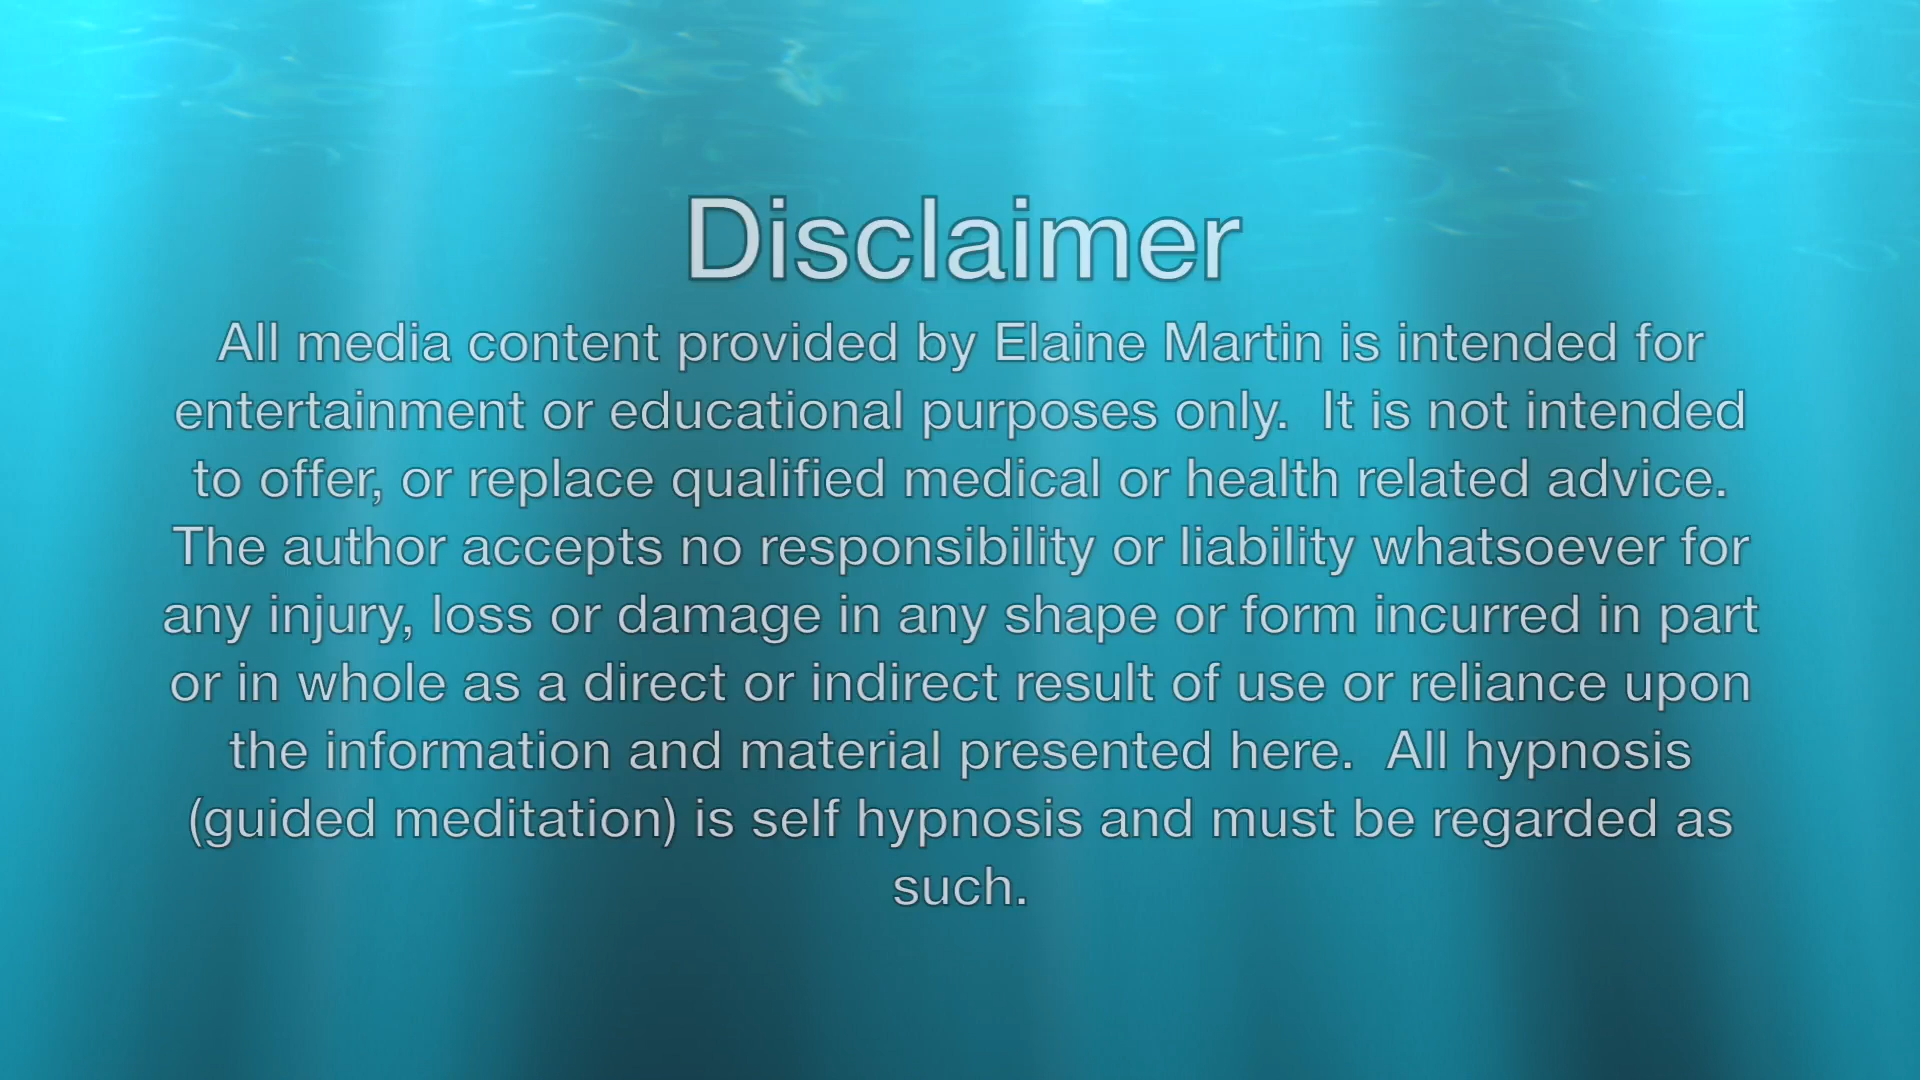 Disclaimer
All media content provided by Elaine Martin is intended for
entertainment or educational purposes only.  It is not intended
to offer, or replace qualified medical or health related advice.
The author accepts no responsibility or liability whatsoever for
any injury, loss or damage in any shape or form incurred in part
or in whole as a direct or indirect result of use or reliance upon
the information and material presented here.  All hypnosis
(guided meditation) is self hypnosis and must be regarded as
such.